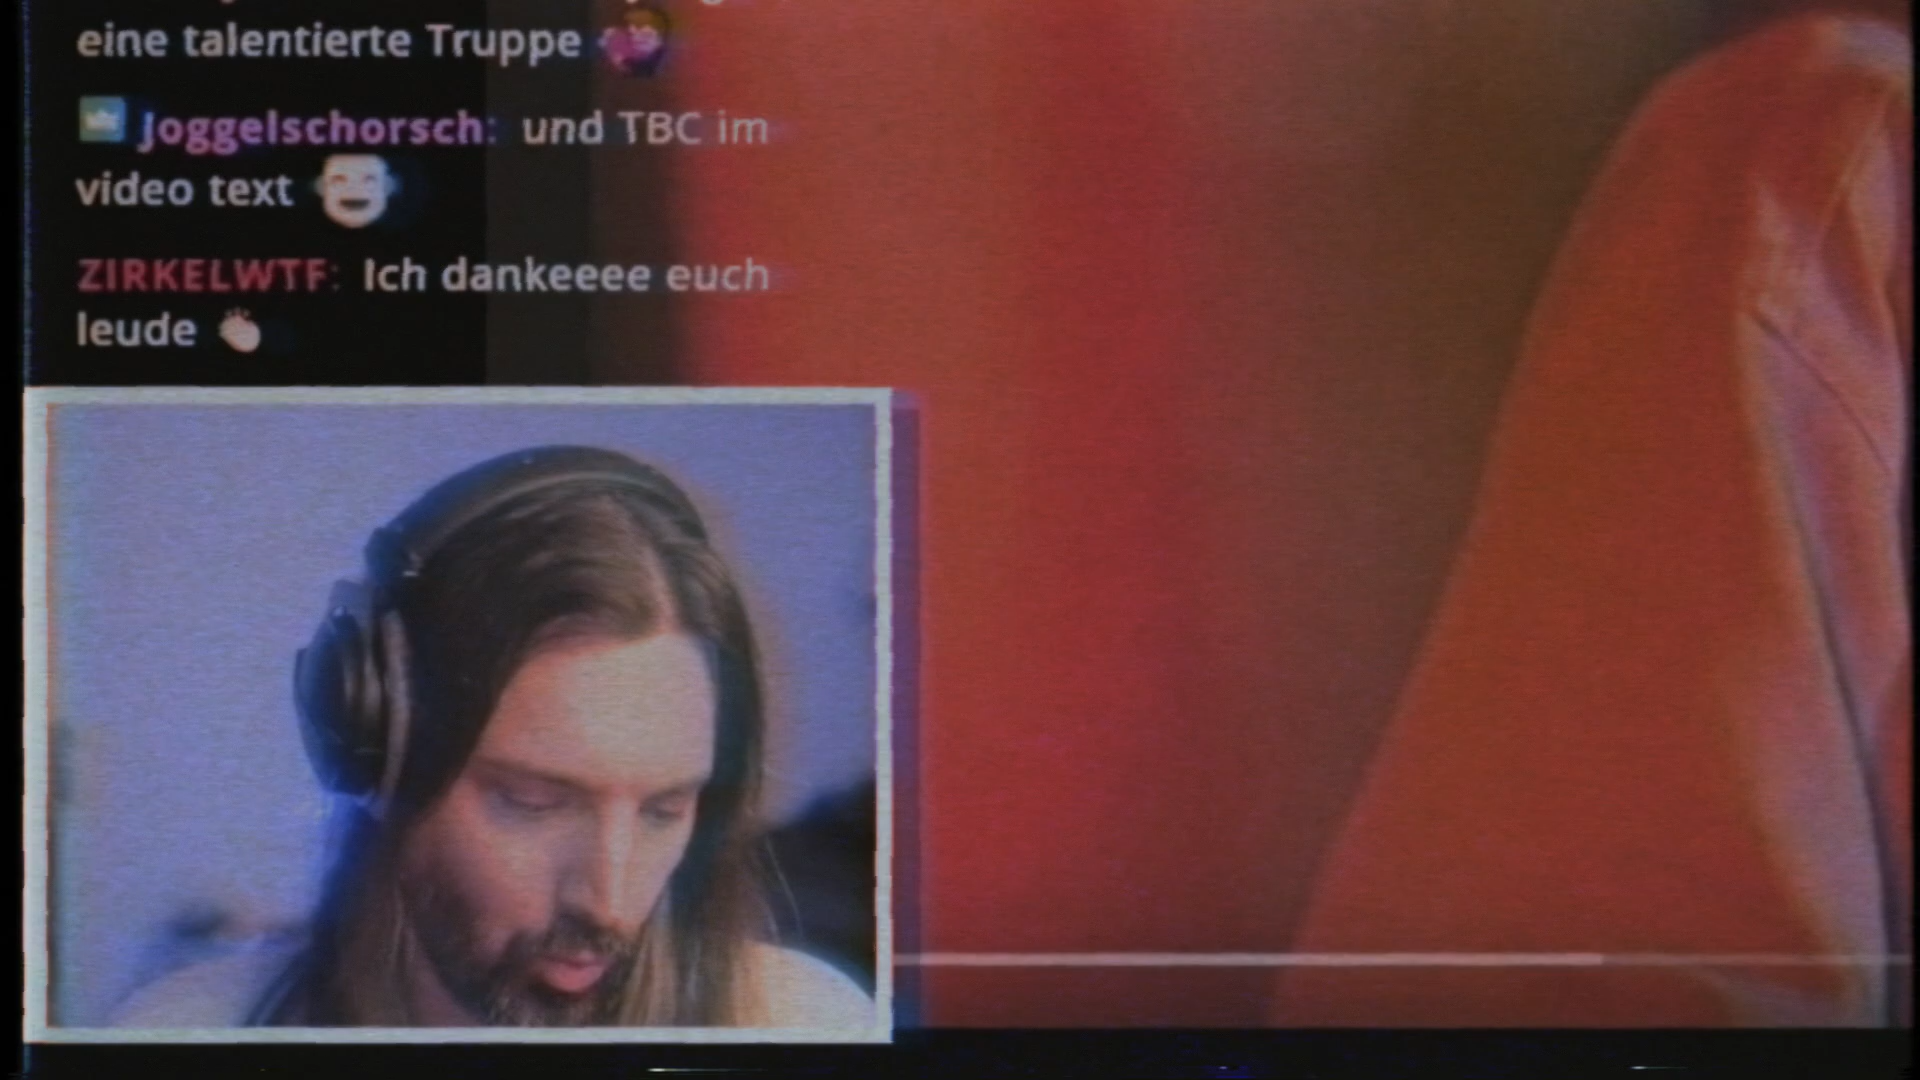 eine talentierte Truppe
Joggelschorsch: und TBC im
video text
ZIRKELWTF: Ich dankeeee euch
leude